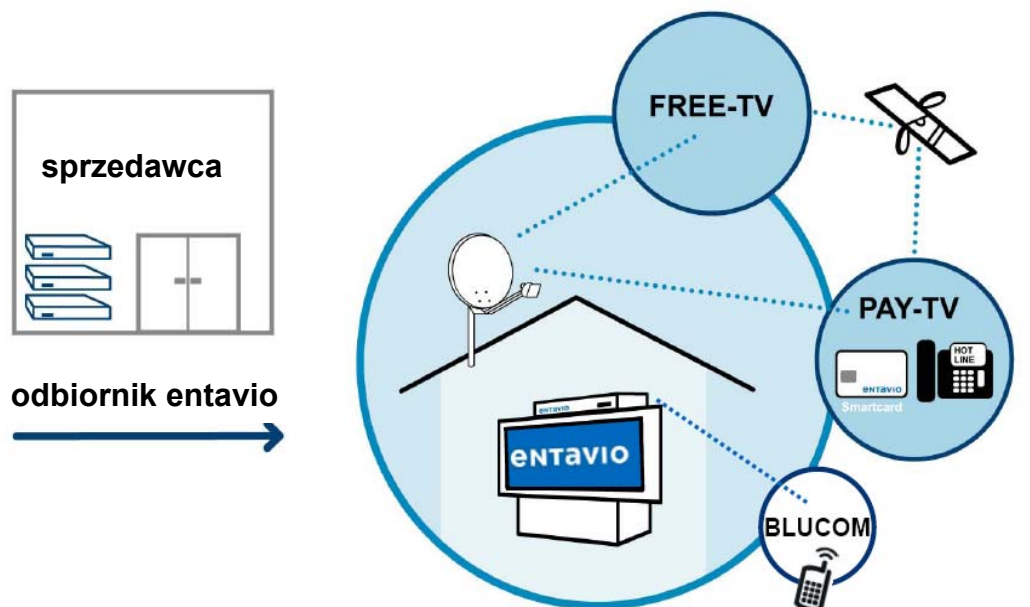 sprzedawca
odbiornik entavio
FREE-TV
PAY-TV
HOT
LINE
entavio
Smartcard
entavio
entavio
BLUCOM